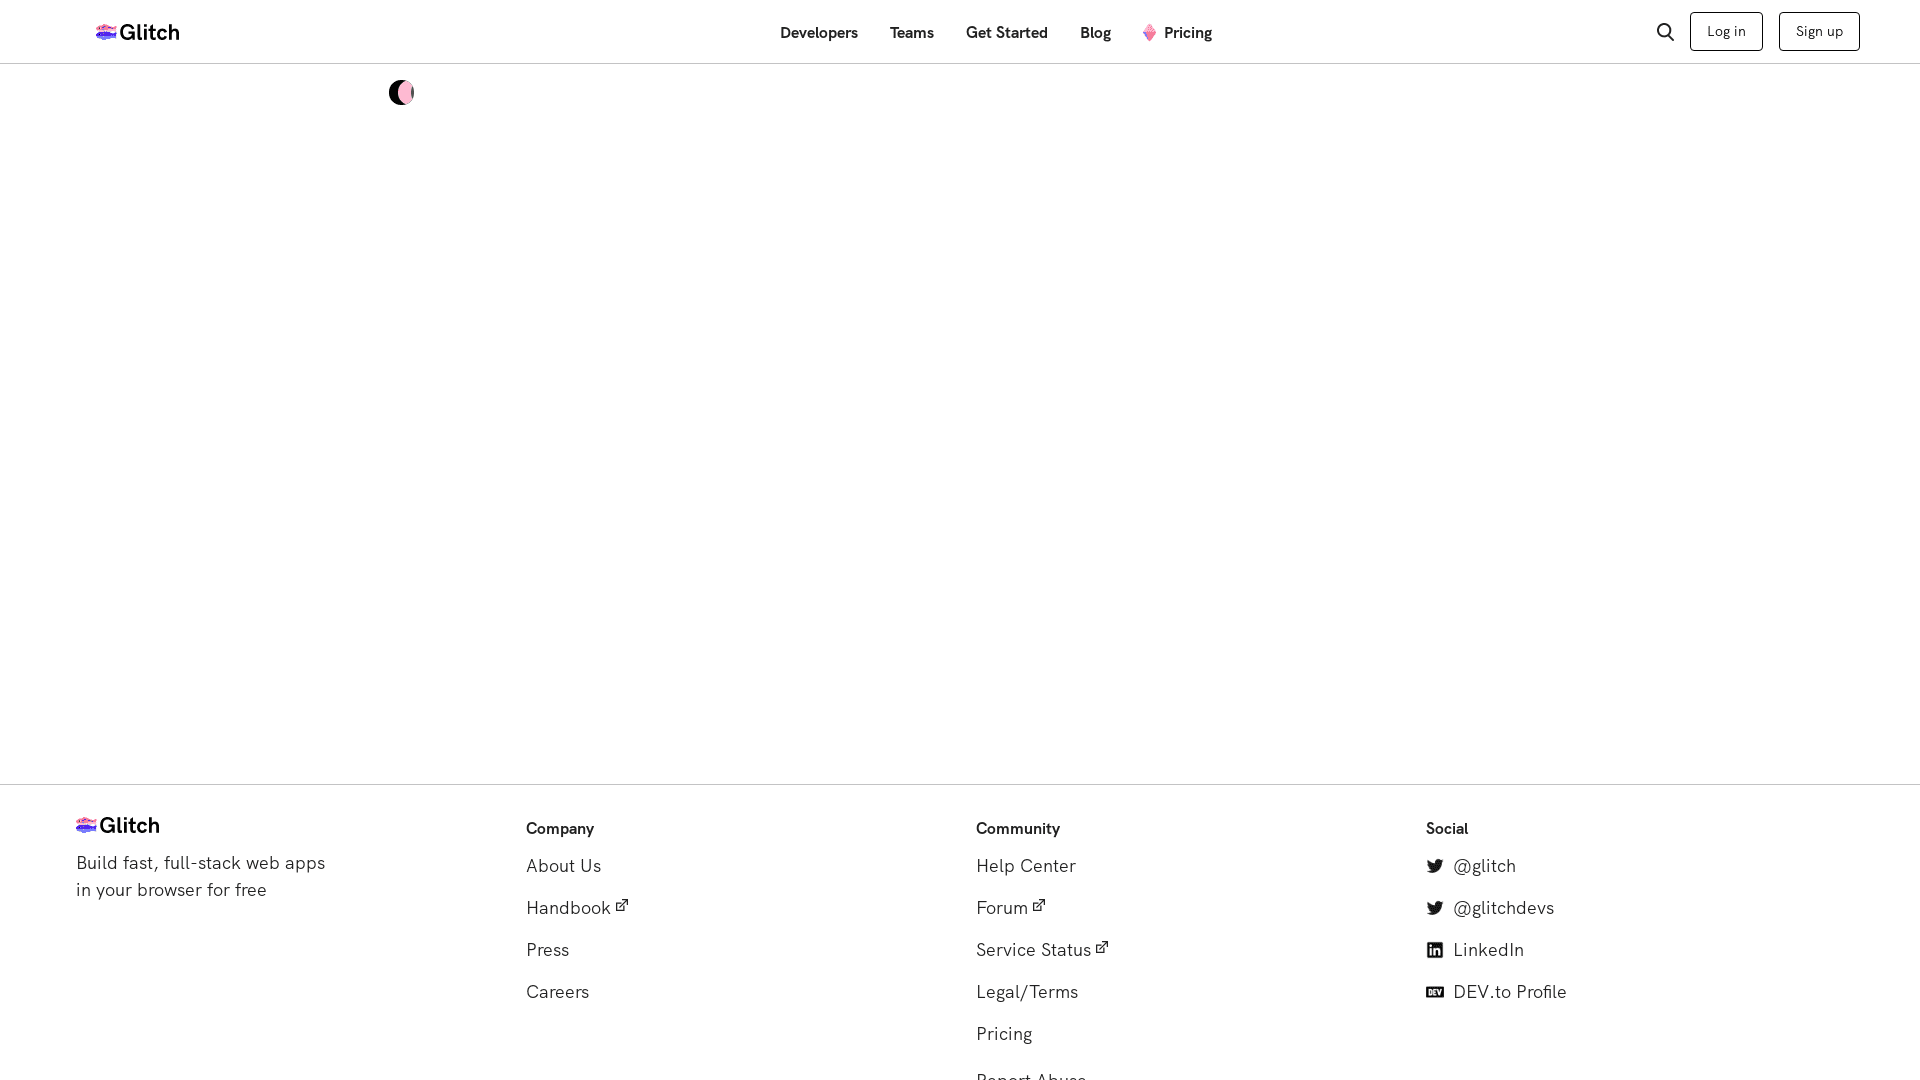 Glitch
Developers
Teams
Get Started
Blog
Pricing
Log in
Sign up
Glitch
Build fast, full-stack web apps
in your browser for free
Company
About Us
Handbook
Press
Careers
Community
Help Center
Forum
Service Status
Legal/Terms
Pricing
Report Abuse
Social
@glitch
@glitchdevs
LinkedIn
DEV.to Profile